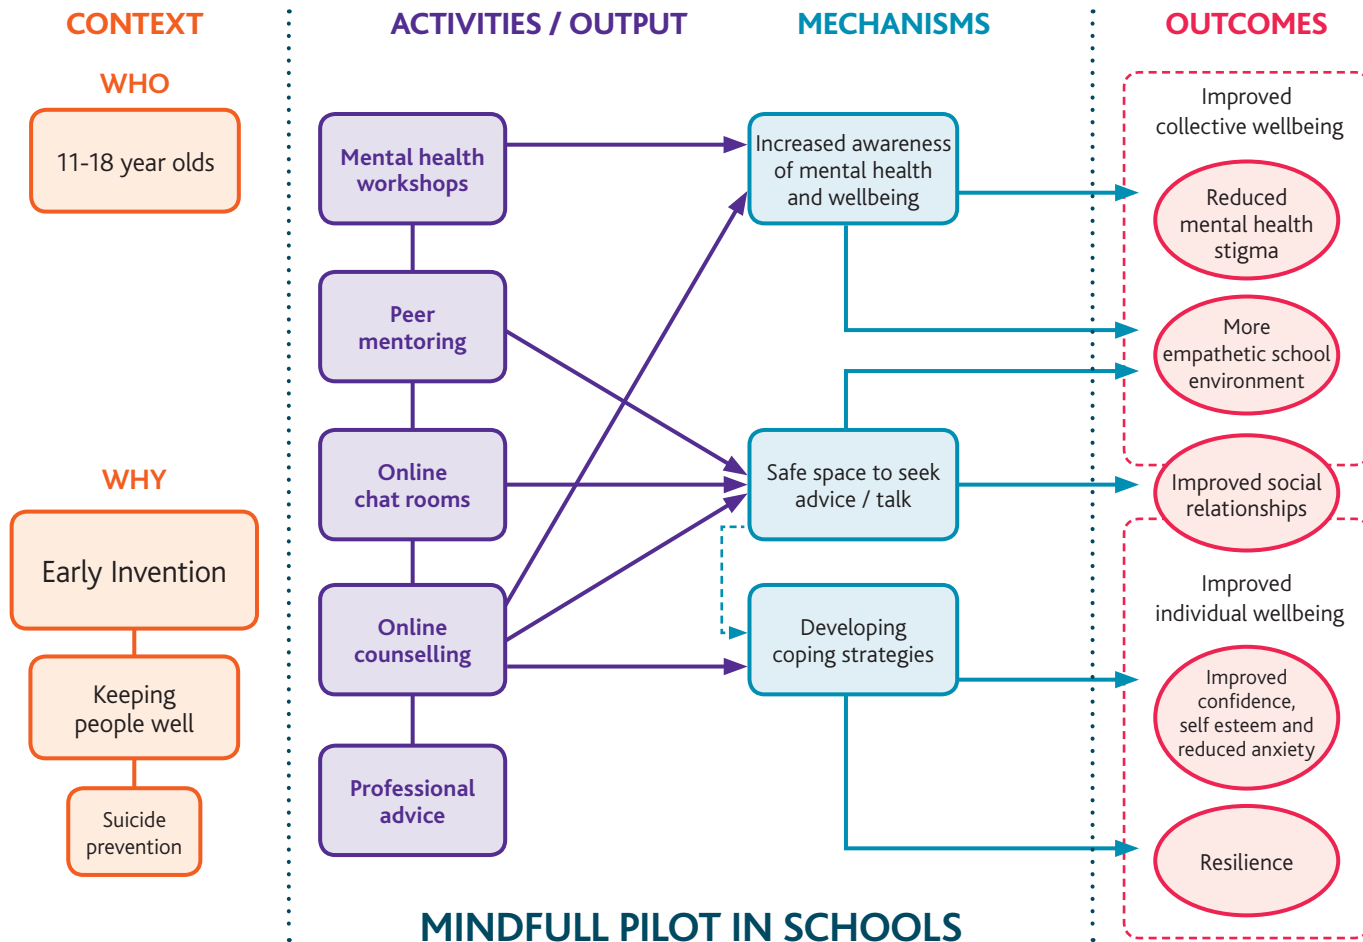 CONTEXT
ACTIVITIES / OUTPUT
MECHANISMS
OUTCOMES
WHO
11-18 year olds
WHY
Early Invention
Keeping
people well
Suicide
prevention
Mental health
workshops
Peer
mentoring
Online
chat rooms
Online
counselling
Professional
advice
Increased awareness
of mental health
and wellbeing
Safe space to seek
advice / talk
Developing
coping strategies
Improved
collective wellbeing
Reduced
mental health
stigma
More
empathetic school
environment
Improved social
relationships
Improved
individual wellbeing
Improved
confidence,
self esteem and
reduced anxiety
Resilience
MINDFULL PILOT IN SCHOOLS